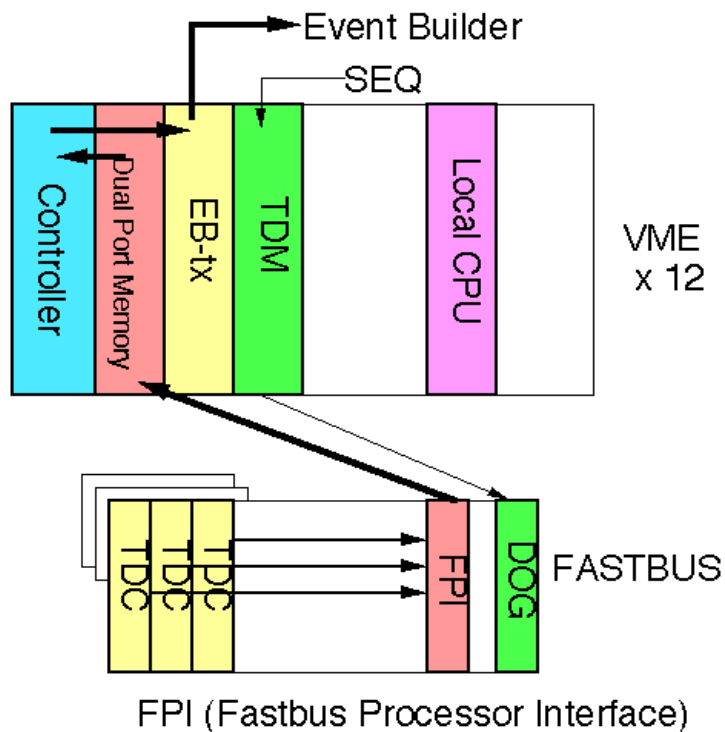 Event Builder
SEQ
Controller
Dual Port Memory
EB-tx
TDM
Local CPU
VME
x 12
TDC
TDC
TDC
FPI
DOG
FASTBUS
FPI (Fastbus Processor Interface)